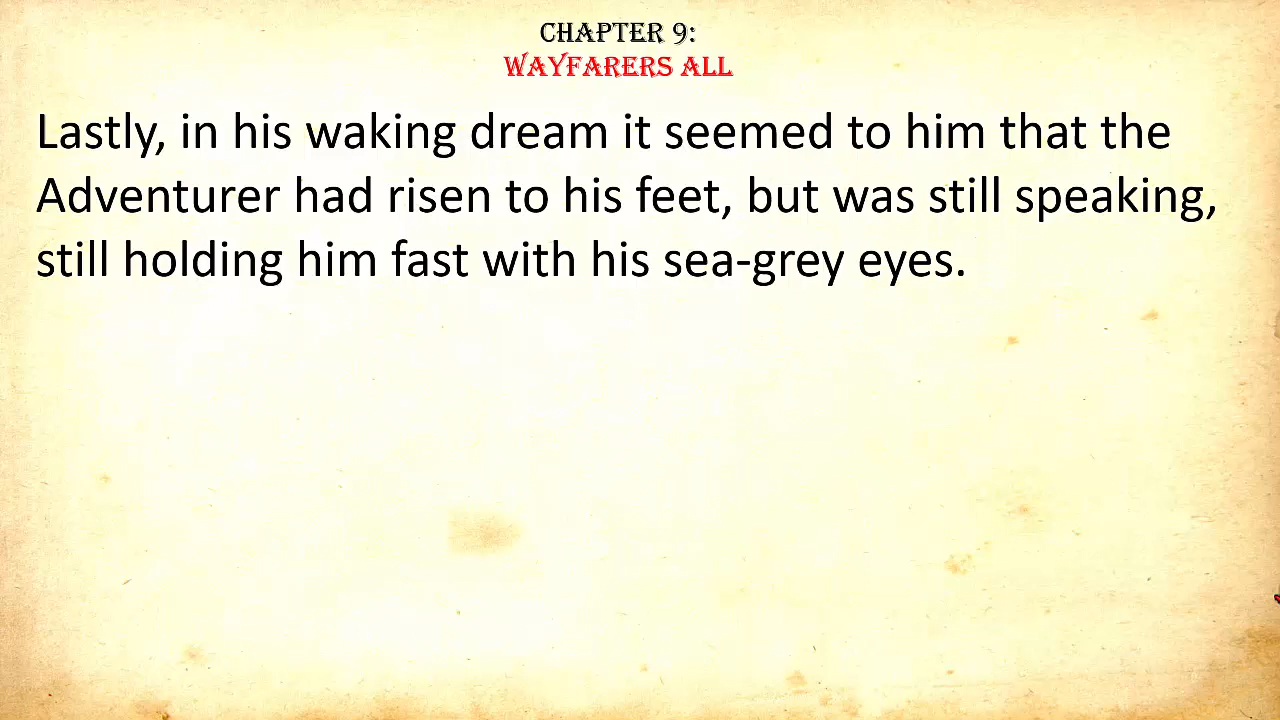 CHAPTER 9:
WAYFARERS ALL
Lastly, in his waking dream it seemed to him that the
Adventurer had risen to his feet, but was still speaking,
still holding him fast with his sea-grey eyes.